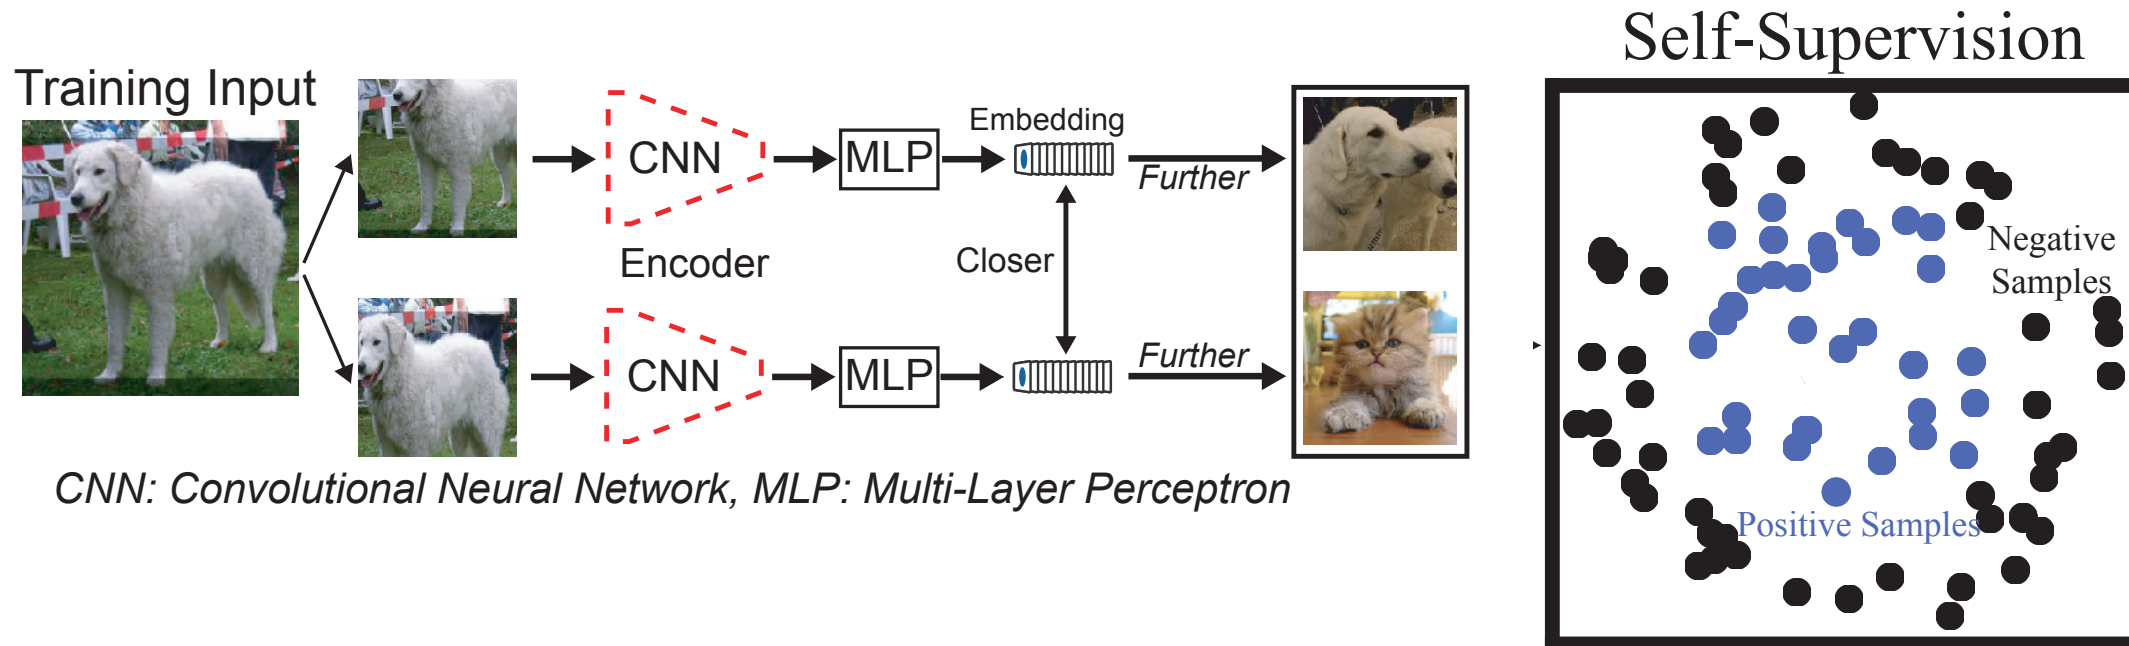 Self-Supervision
Training Input
CNN
MLP
Embedding
Further
Encoder
Closer
CNN
MLP
Further
CNN: Convolutional Neural Network, MLP: Multi-Layer Perceptron
Negative
Samples
Positive Samples